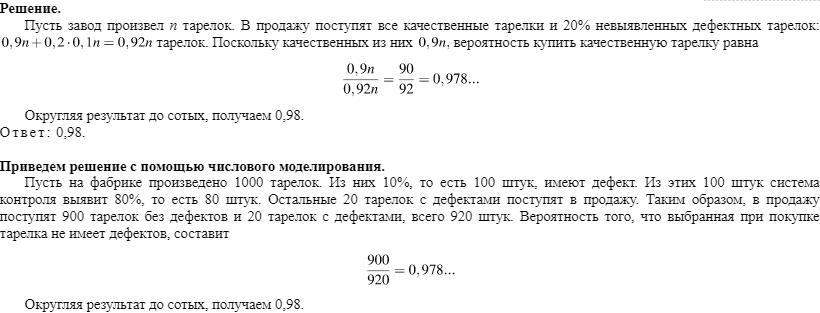 Решение.
Пусть завод произвел n тарелок. В продажу поступят все качественные тарелки и 20% невыявленных дефектных тарелок:
0,9n + 0,2 · 0,1n = 0,92n тарелок. Поскольку качественных из них 0,9n, вероятность купить качественную тарелку равна
0,9n/0,92n = 90/92 = 0,978...
Округляя результат до сотых, получаем 0,98.
Ответ: 0,98.
Приведем решение с помощью числового моделирования.
Пусть на фабрике произведено 1000 тарелок. Из них 10%, то есть 100 штук, имеют дефект. Из этих 100 штук система
контроля выявит 80%, то есть 80 штук. Остальные 20 тарелок с дефектами поступят в продажу. Таким образом, в продажу
поступят 900 тарелок без дефектов и 20 тарелок с дефектами, всего 920 штук. Вероятность того, что выбранная при покупке
тарелка не имеет дефектов, составит
900/920 = 0,978...
Округляя результат до сотых, получаем 0,98.